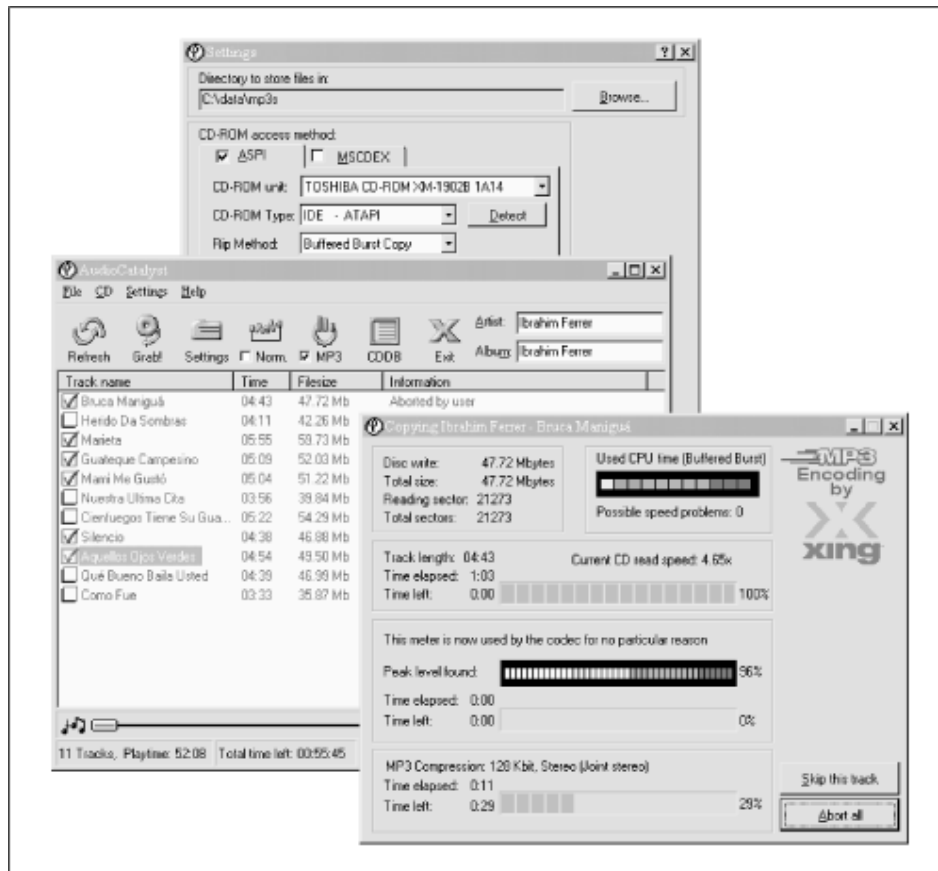 Settings
Directory to store files in:
C:\data\mp3s
Browse...
CD-ROM access method:
ASPI MSCDEX
CD-ROM unit: TOSHIBA CD-ROM XM-1902B 1A14
CD-ROM Type: IDE - ATAPI Detect
Rip Method: Buffered Burst Copy
AudioCatalyst
File CD Settings Help
Refresh Grab! Settings Norm. MP3 CDDB Exit
Artist: Ibrahim Ferrer
Album: Ibrahim Ferrer
Track name Time Filesize Information
Bruca Maniguá 04:43 47.72 Mb Aborted by user
Herido Da Sombras 04:11 42.26 Mb
Marieta 05:55 59.73 Mb
Guateque Campesino 05:09 52.03 Mb
Mami Me Gustó 05:04 51.22 Mb
Nuestra Ultima Cita 03:56 39.84 Mb
Cienfuegos Tiene Su Gua... 05:22 54.29 Mb
Silencio 04:38 46.88 Mb
Aquellos Ojos Verdes 04:54 49.50 Mb
Qué Bueno Baila Usted 04:39 46.99 Mb
Como Fue 03:33 35.87 Mb
11 Tracks, Playtime: 52:08 Total time left: 00:55:45
Copying Ibrahim Ferrer - Bruca Maniguá
Disc write: 47.72 Mbytes
Total size: 47.72 Mbytes
Reading sector: 21273
Total sectors: 21273
Used CPU time (Buffered Burst)
Possible speed problems: 0
MP3
Encoding
by
xing
Track length: 04:43 Current CD read speed: 4.65x
Time elapsed: 1:03
Time left: 0:00 100%
This meter is now used by the codec for no particular reason
Peak level found: 96%
Time elapsed: 0:00
Time left: 0:00 0%
MP3 Compression: 128 Kbit, Stereo (Joint stereo)
Time elapsed: 0:11
Time left: 0:29 29%
Skip this track
Abort all